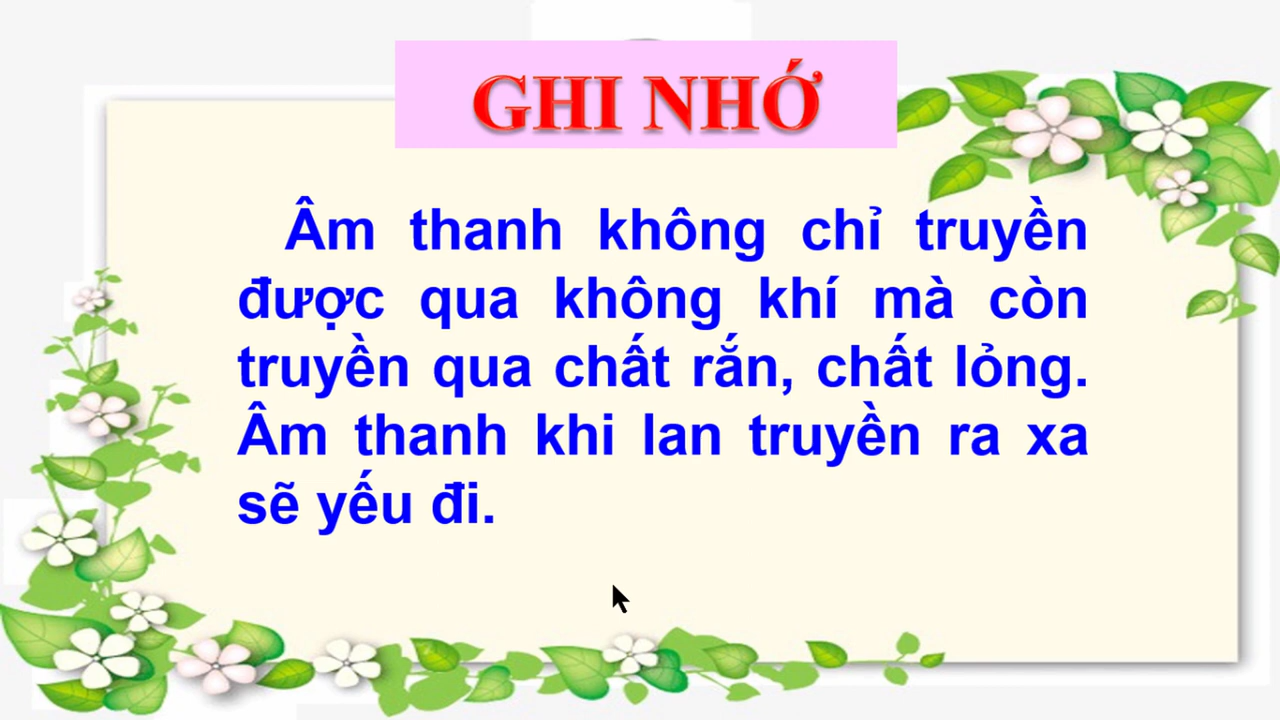 GHI NHỚ
Âm thanh không chỉ truyền
được qua không khí mà còn
truyền qua chất rắn, chất lỏng.
Âm thanh khi lan truyền ra xa
sẽ yếu đi.